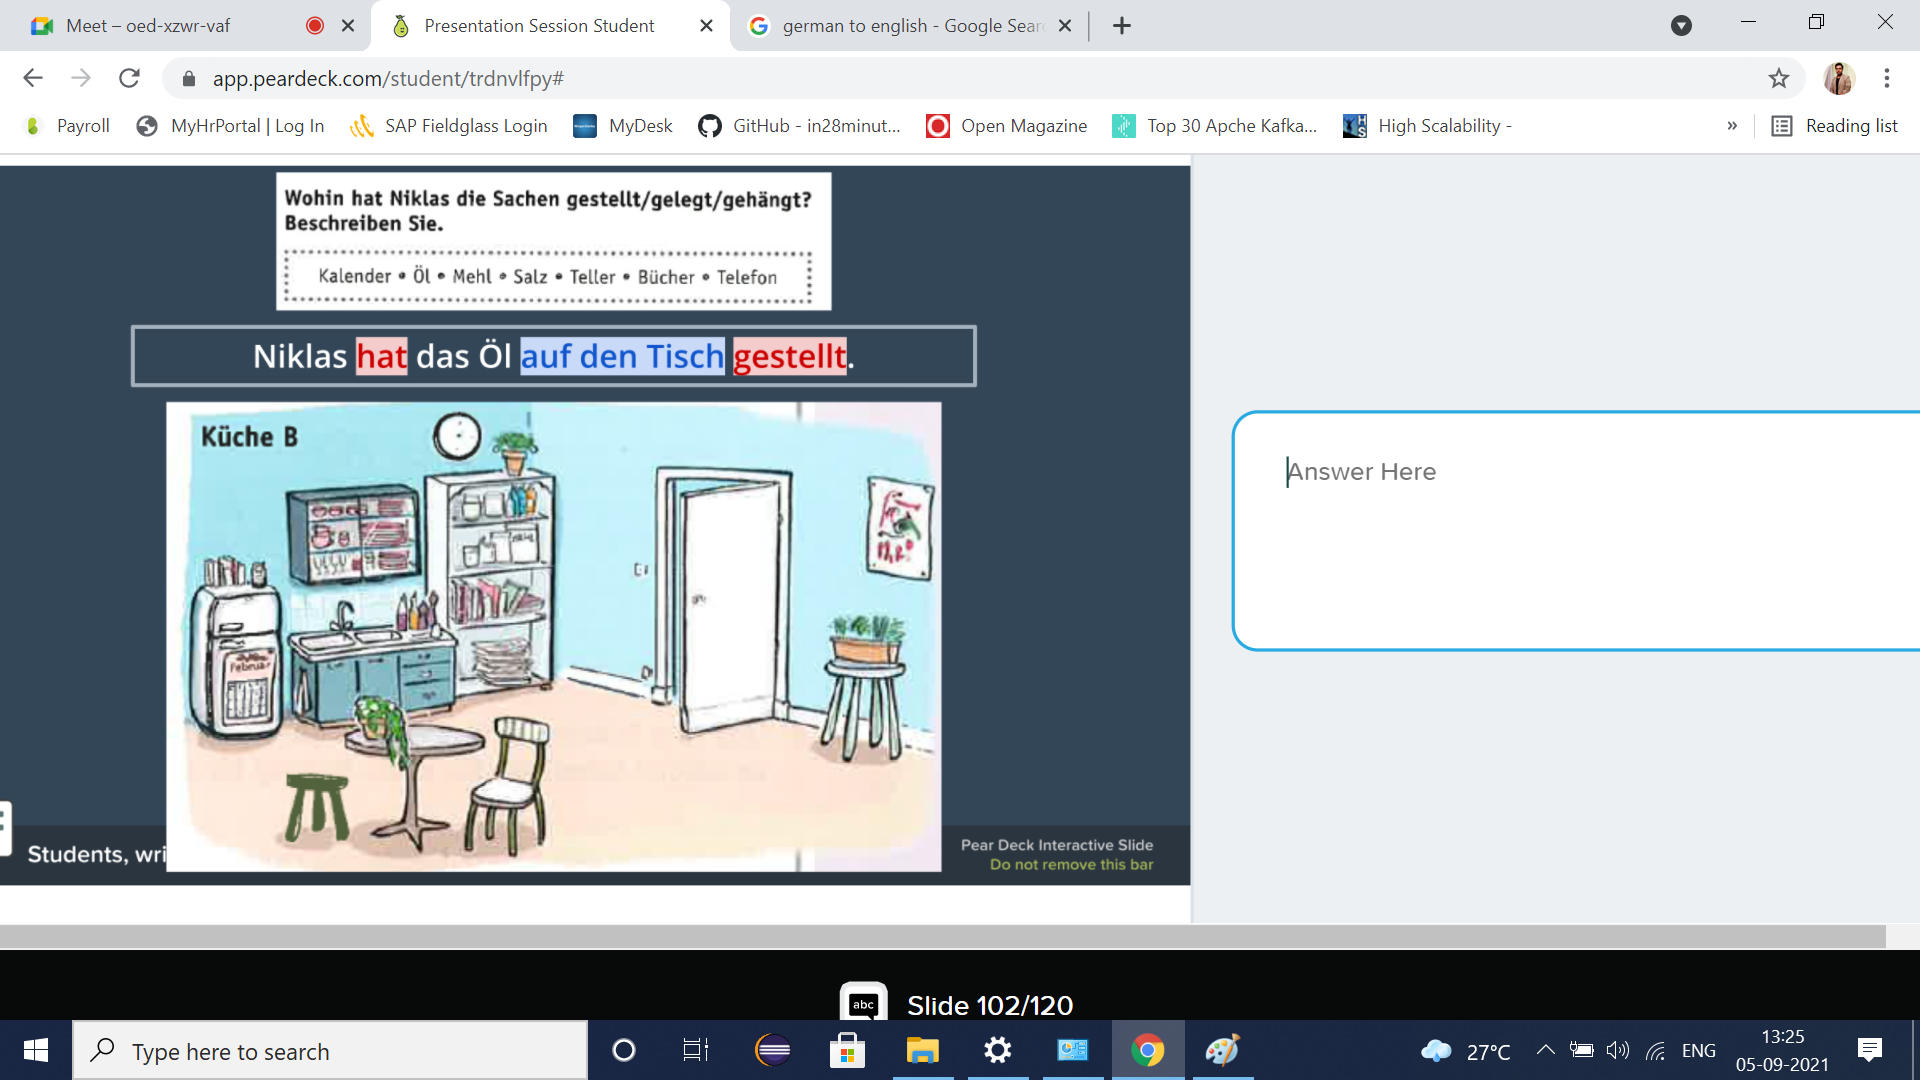 Meet – oed-xzwr-vaf
Presentation Session Student
german to english - Google Sear
app.peardeck.com/student/trdnvlfpy#
Payroll
MyHrPortal | Log In
SAP Fieldglass Login
MyDesk
GitHub - in28minut...
Open Magazine
Top 30 Apche Kafka...
High Scalability -
»
Reading list
Wohin hat Niklas die Sachen gestellt/gelegt/gehängt?
Beschreiben Sie.
Kalender • Öl • Mehl • Salz • Teller • Bücher • Telefon
Niklas hat das Öl auf den Tisch gestellt.
Küche B
Februar
Answer Here
Students, wri
Pear Deck Interactive Slide
Do not remove this bar
abc
Slide 102/120
Type here to search
27°C
ENG
13:25
05-09-2021